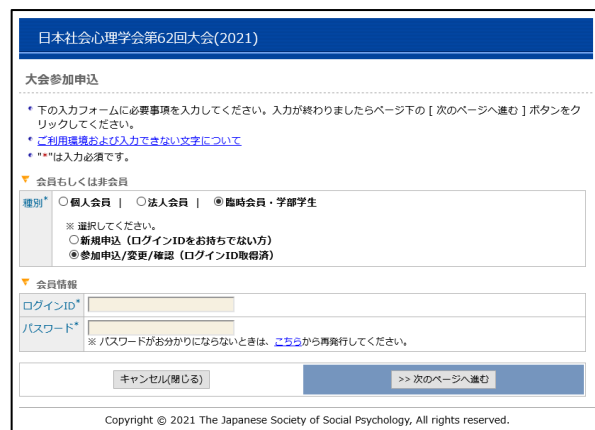 日本社会心理学会第62回大会(2021)
大会参加申込
* 下の入力フォームに必要事項を入力してください。入力が終わりましたらページ下の [ 次のページへ進む ] ボタンをク
リックしてください。
* ご利用環境および入力できない文字について
* "*"は入力必須です。
▼ 会員もしくは非会員
種別* ○個人会員 | ○法人会員 | ◉臨時会員・学部学生
※ 選択してください。
○新規申込（ログインIDをお持ちでない方）
◉参加申込/変更/確認（ログインID取得済）
▼ 会員情報
ログインID*
パスワード*
※ パスワードがお分かりにならないときは、こちらから再発行してください。
キャンセル(閉じる) >> 次のページへ進む
Copyright © 2021 The Japanese Society of Social Psychology, All rights reserved.